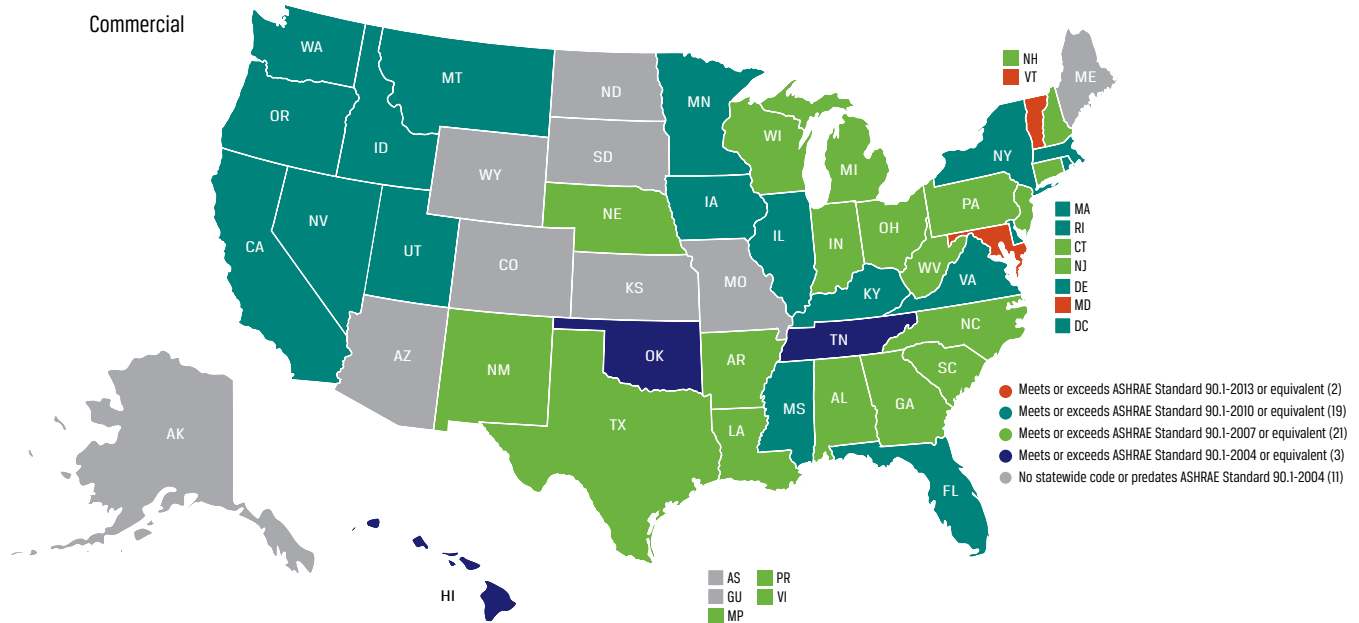 Commercial
WA
MT
ND
MN
OR
ID
WY
SD
WI
MI
NY
ME
NH
VT
NV
CA
UT
CO
NE
KS
IA
MO
IL
IN
OH
PA
WV
VA
KY
MA
RI
CT
NJ
DE
MD
DC
AZ
NM
OK
TX
AR
LA
TN
MS
AL
GA
NC
SC
FL
AK
HI
Meets or exceeds ASHRAE Standard 90.1-2013 or equivalent (2)
Meets or exceeds ASHRAE Standard 90.1-2010 or equivalent (19)
Meets or exceeds ASHRAE Standard 90.1-2007 or equivalent (21)
Meets or exceeds ASHRAE Standard 90.1-2004 or equivalent (3)
No statewide code or predates ASHRAE Standard 90.1-2004 (11)
AS PR
GU VI
MP